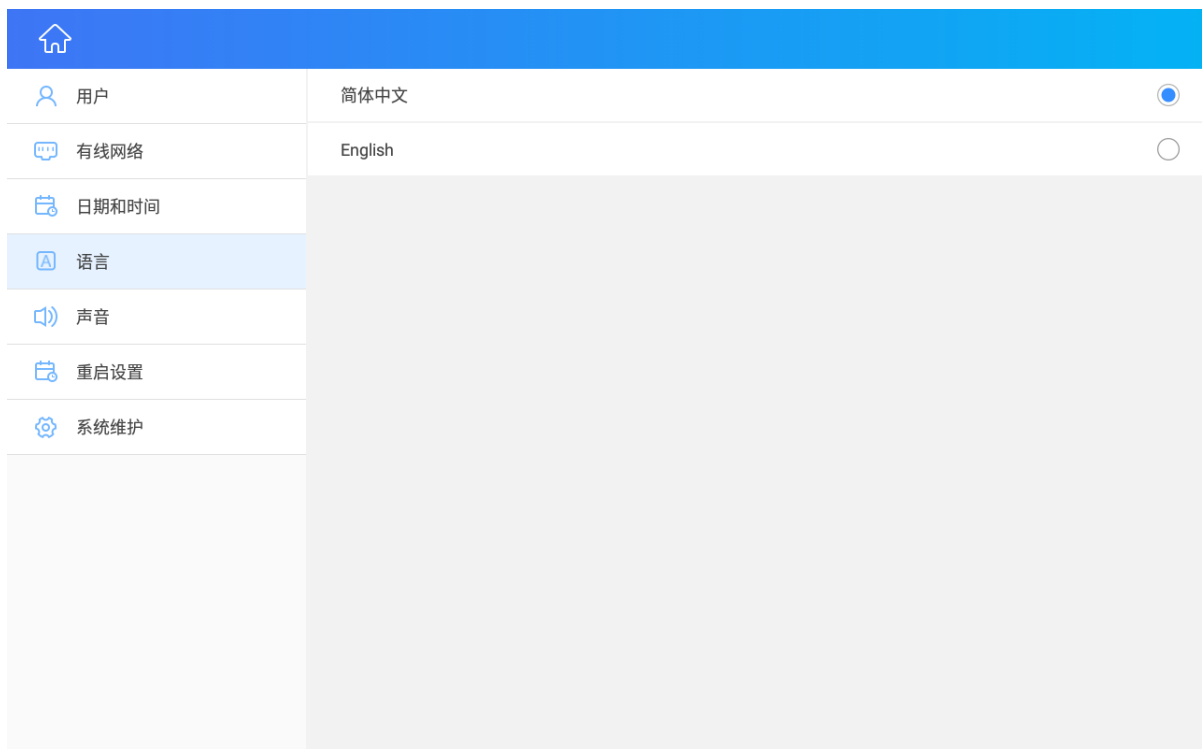 用户
有线网络
日期和时间
语言
声音
重启设置
系统维护
简体中文
English